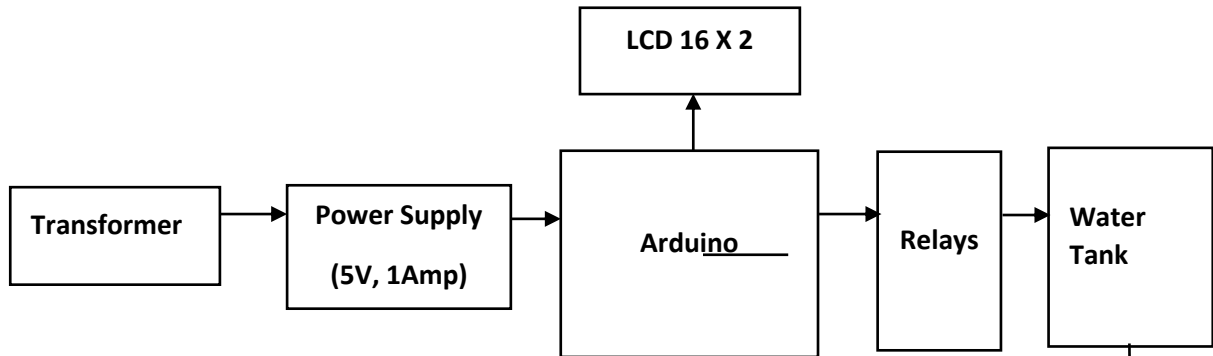 LCD 16 X 2
Transformer
Power Supply
(5V, 1Amp)
Arduino
Relays
Water
Tank